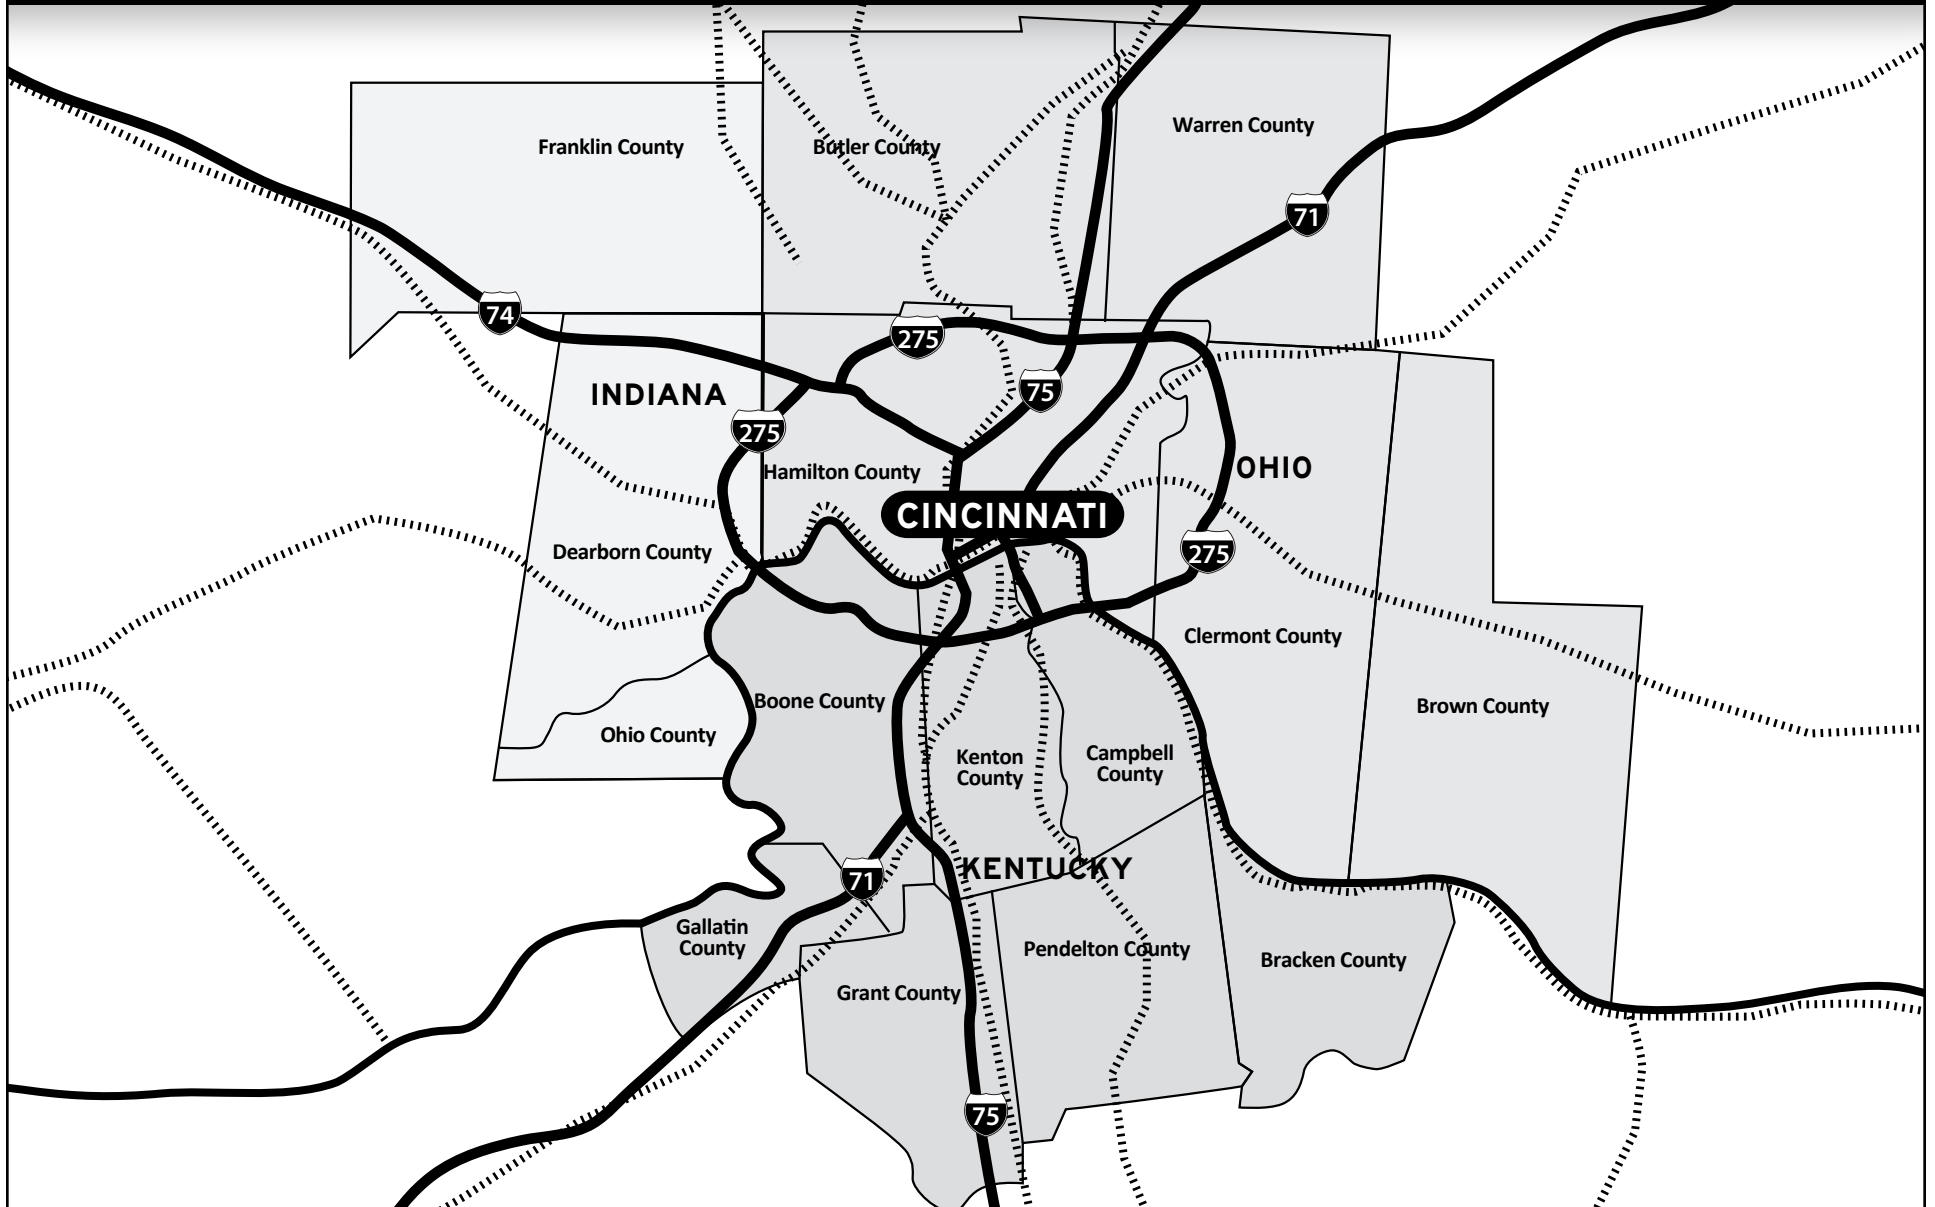 Warren County
Franklin County
Butler County
71
74
275
75
INDIANA
275
OHIO
Hamilton County
CINCINNATI
Dearborn County
275
Clermont County
Boone County
Brown County
Ohio County
Kenton
County
Campbell
County
KENTUCKY
71
Gallatin
County
Pendelton County
Bracken County
Grant County
75